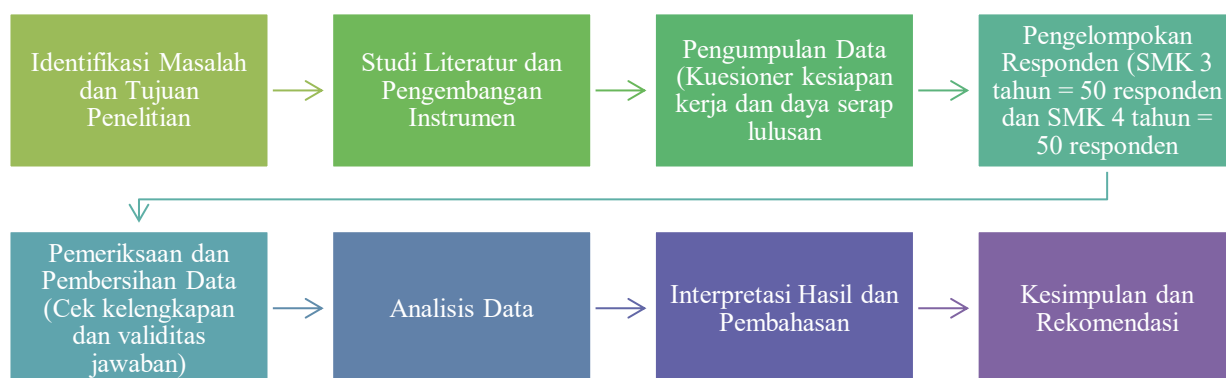 Identifikasi Masalah
dan Tujuan
Penelitian
Studi Literatur dan
Pengembangan
Instrumen
Pengumpulan Data
(Kuesioner kesiapan
kerja dan daya serap
lulusan
Pengelompokan
Responden (SMK 3
tahun = 50 responden
dan SMK 4 tahun =
50 responden
Pemeriksaan dan
Pembersihan Data
(Cek kelengkapan
dan validitas
jawaban)
Analisis Data
Interpretasi Hasil dan
Pembahasan
Kesimpulan dan
Rekomendasi